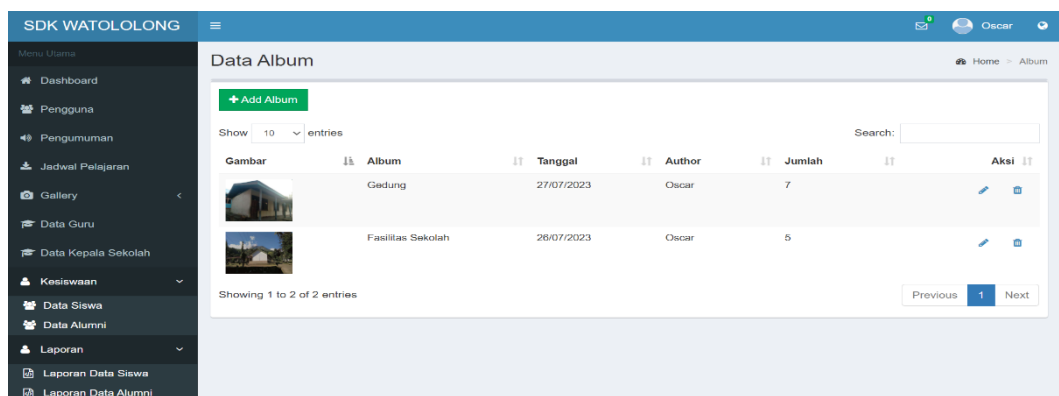 SDK WATOLOLONG
0
Oscar
Menu Utama
Dashboard
Pengguna
Pengumuman
Jadwal Pelajaran
Gallery
Data Guru
Data Kepala Sekolah
Kesiswaan
Data Siswa
Data Alumni
Laporan
Laporan Data Siswa
Laporan Data Alumni
Data Album
Home > Album
+ Add Album
Show 10 entries
Search:
Gambar Album Tanggal Author Jumlah Aksi
Gedung 27/07/2023 Oscar 7
Fasilitas Sekolah 26/07/2023 Oscar 5
Showing 1 to 2 of 2 entries
Previous 1 Next